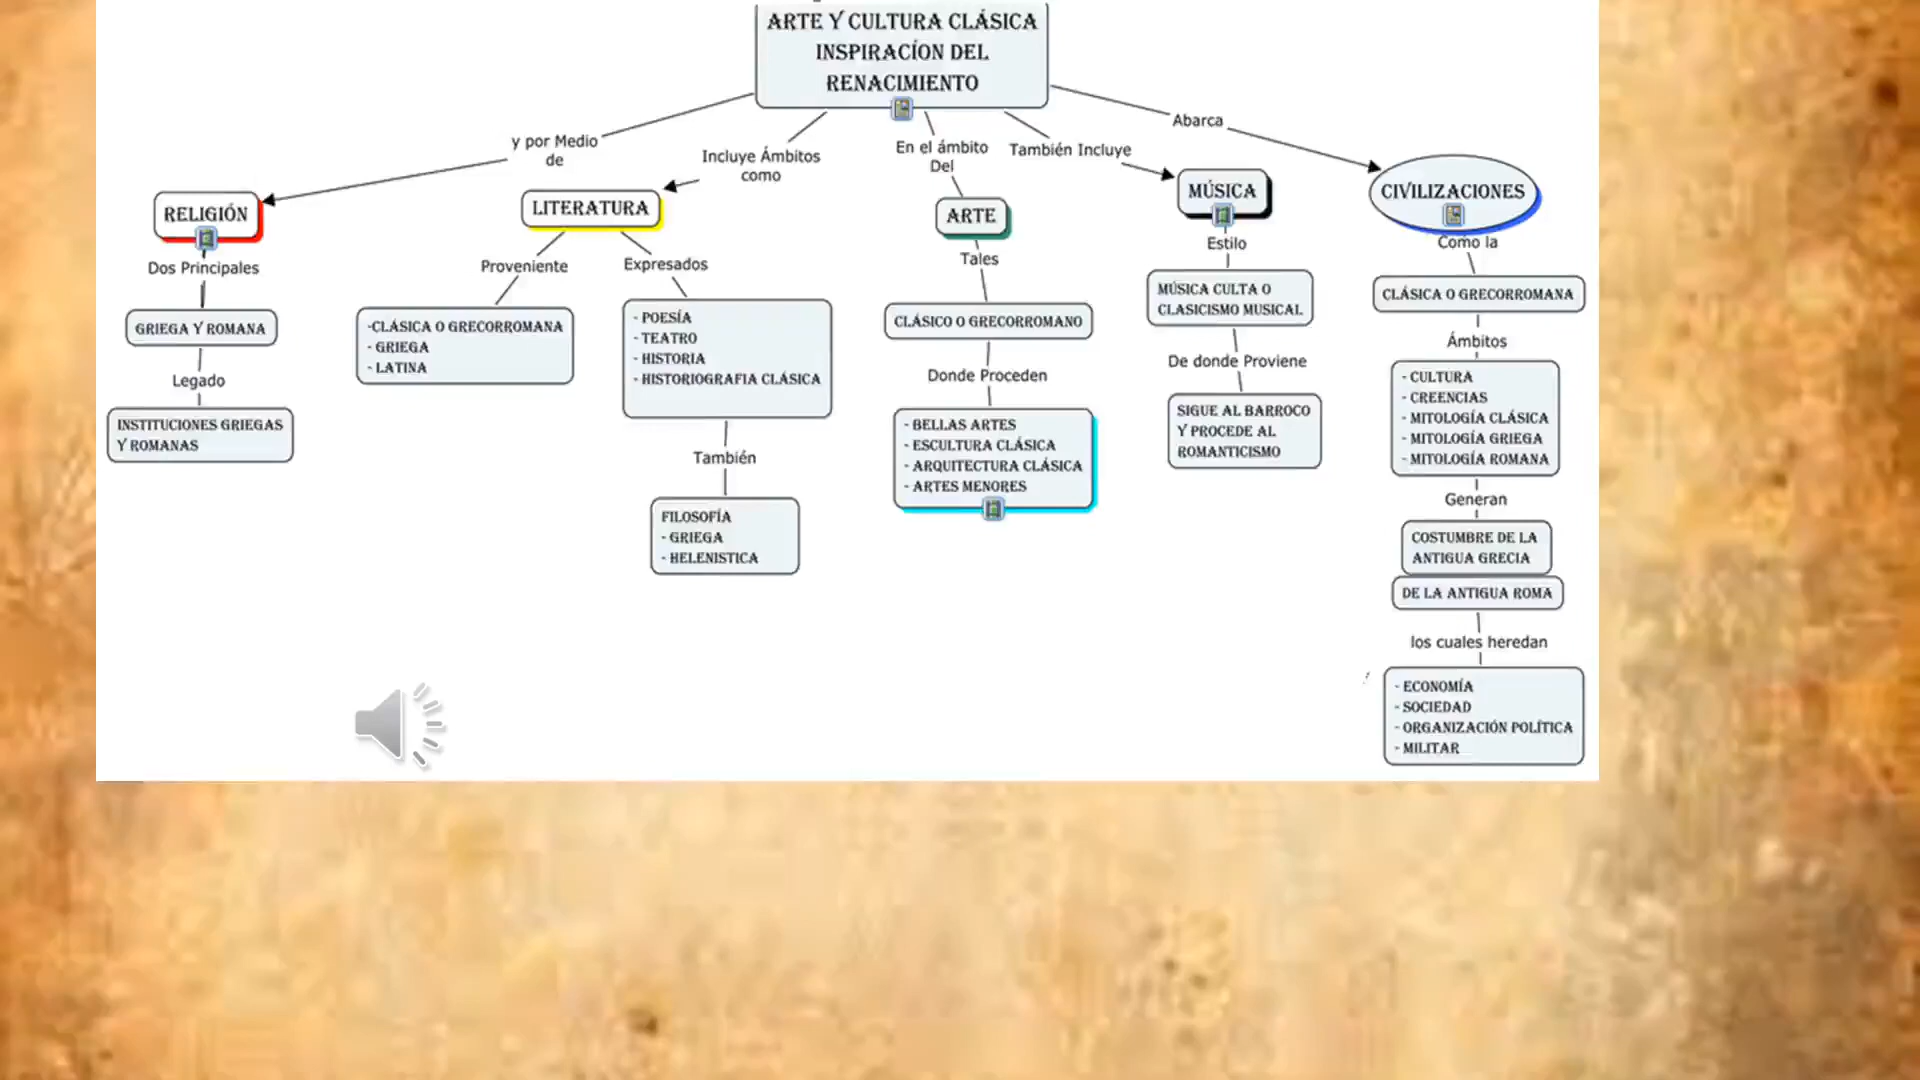 ARTE Y CULTURA CLÁSICA
INSPIRACÍON DEL
RENACIMIENTO
y por Medio
de
RELIGIÓN
Dos Principales
GRIEGA Y ROMANA
Legado
INSTITUCIONES GRIEGAS
Y ROMANAS
Incluye Ámbitos
como
LITERATURA
Proveniente
-CLÁSICA O GRECORROMANA
- GRIEGA
- LATINA
Expresados
- POESÍA
- TEATRO
- HISTORIA
- HISTORIOGRAFIA CLÁSICA
También
FILOSOFÍA
- GRIEGA
- HELENISTICA
En el ámbito
Del
ARTE
Tales
CLÁSICO O GRECORROMANO
Donde Proceden
- BELLAS ARTES
- ESCULTURA CLÁSICA
- ARQUITECTURA CLÁSICA
- ARTES MENORES
También Incluye
MÚSICA
Estilo
MÚSICA CULTA O
CLASICISMO MUSICAL
De donde Proviene
SIGUE AL BARROCO
Y PROCEDE AL
ROMANTICISMO
Abarca
CIVILIZACIONES
Como la
CLÁSICA O GRECORROMANA
Ámbitos
- CULTURA
- CREENCIAS
- MITOLOGÍA CLÁSICA
- MITOLOGÍA GRIEGA
- MITOLOGÍA ROMANA
Generan
COSTUMBRE DE LA
ANTIGUA GRECIA
DE LA ANTIGUA ROMA
los cuales heredan
- ECONOMÍA
- SOCIEDAD
- ORGANIZACIÓN POLÍTICA
- MILITAR